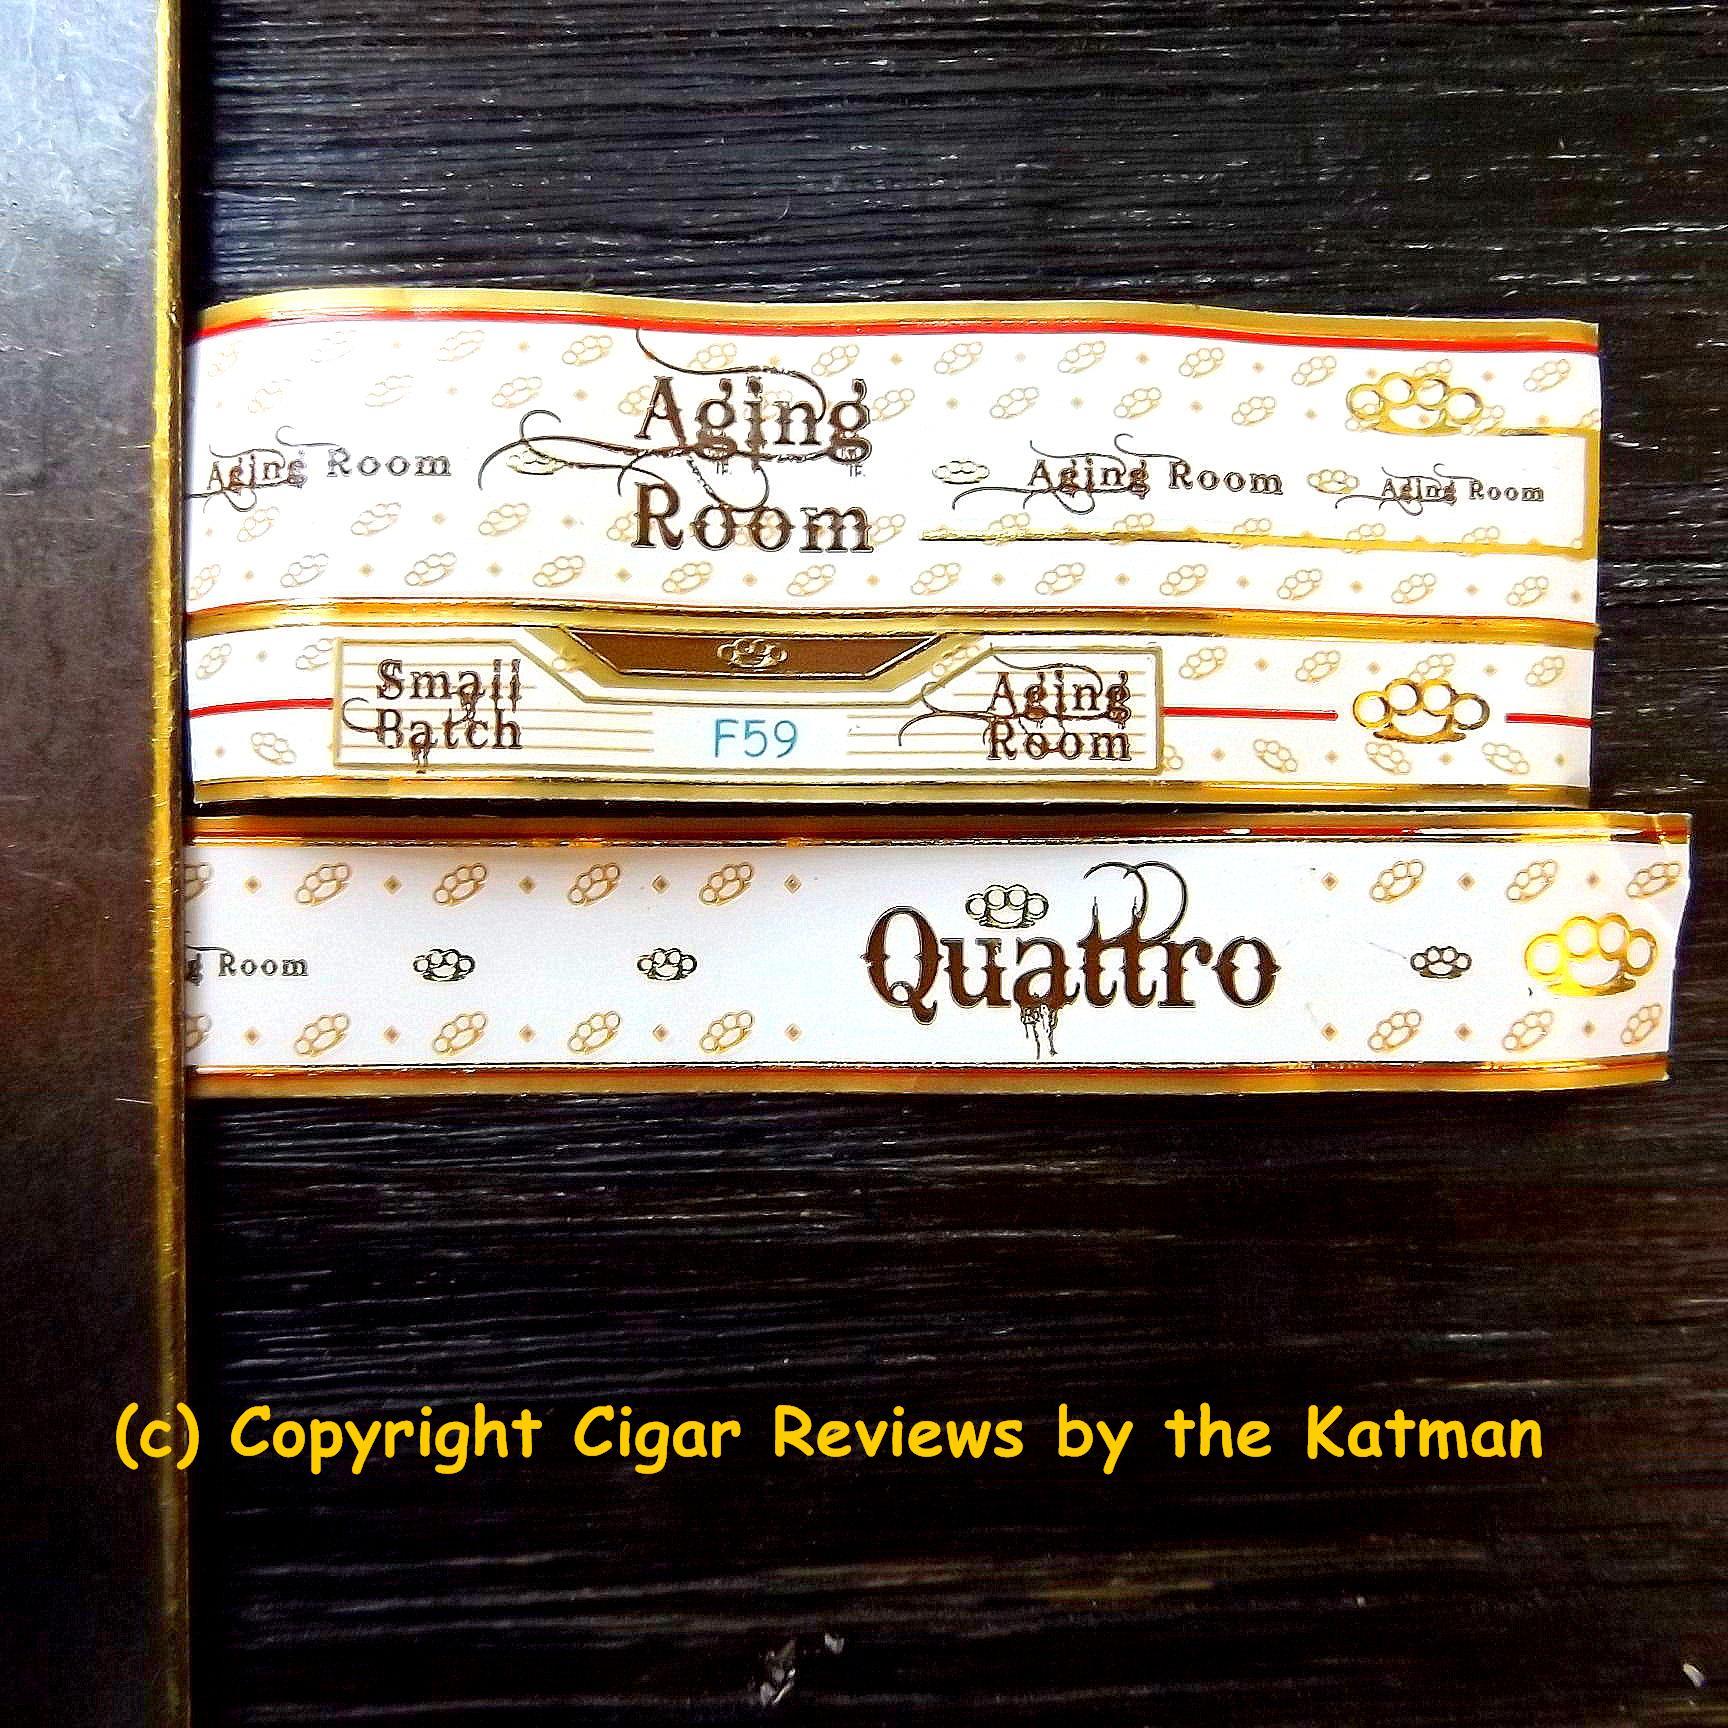 Aging Room
Aging
Room
Aging Room
Aging Room
Small
Batch
F59
Aging
Room
g Room
Quattro
(c) Copyright Cigar Reviews by the Katman